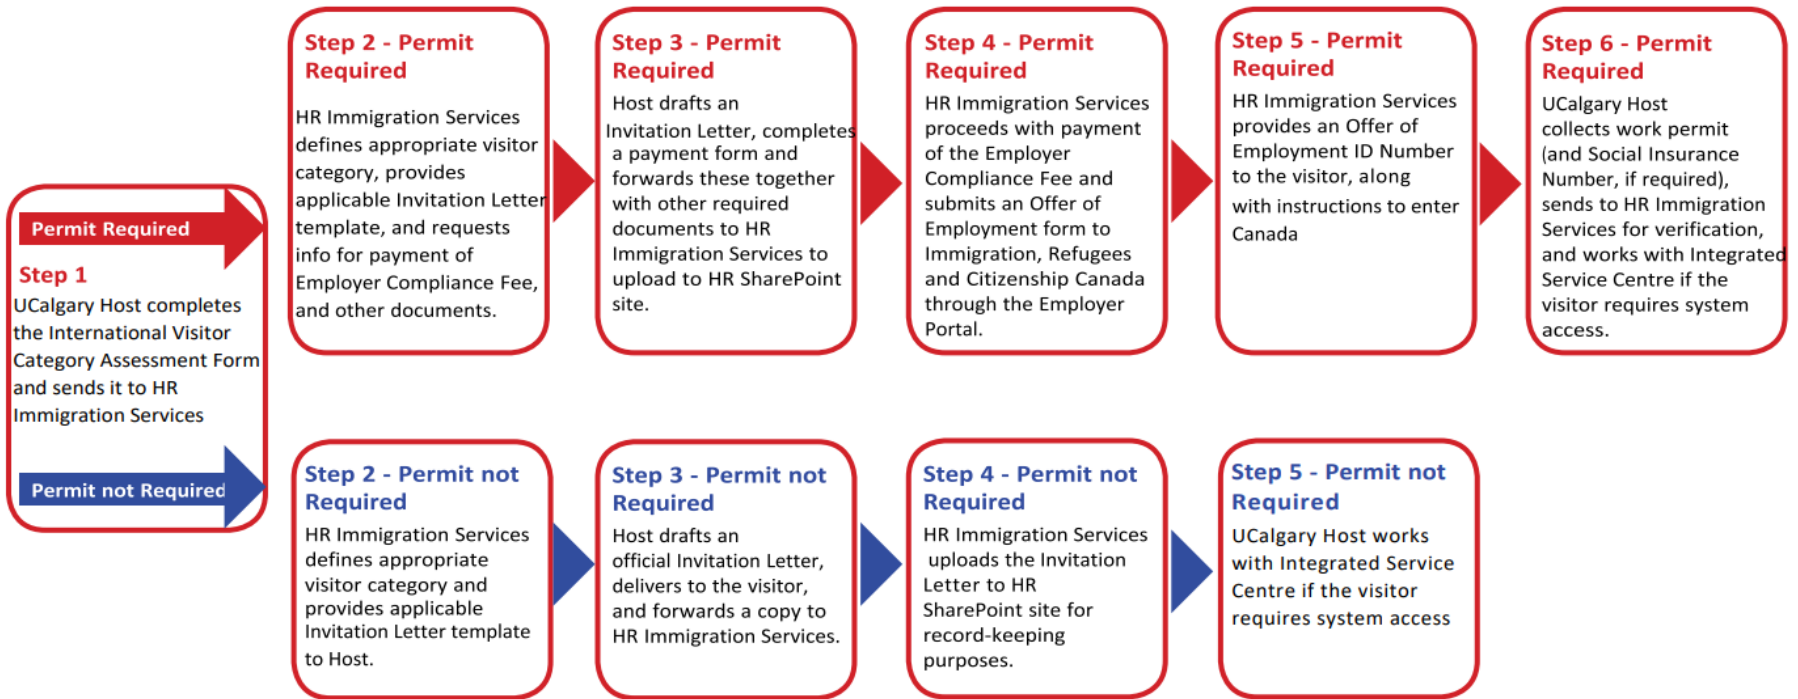 Permit Required
Step 1
UCalgary Host completes
the International Visitor
Category Assessment Form
and sends it to HR
Immigration Services
Permit not Required
Step 2 - Permit
Required
HR Immigration Services
defines appropriate visitor
category, provides
applicable Invitation Letter
template, and requests
info for payment of
Employer Compliance Fee,
and other documents.
Step 3 - Permit
Required
Host drafts an
Invitation Letter, completes
a payment form and
forwards these together
with other required
documents to HR
Immigration Services to
upload to HR SharePoint
site.
Step 4 - Permit
Required
HR Immigration Services
proceeds with payment
of the Employer
Compliance Fee and
submits an Offer of
Employment form to
Immigration, Refugees
and Citizenship Canada
through the Employer
Portal.
Step 5 - Permit
Required
HR Immigration Services
provides an Offer of
Employment ID Number
to the visitor, along
with instructions to enter
Canada
Step 6 - Permit
Required
UCalgary Host
collects work permit
(and Social Insurance
Number, if required),
sends to HR Immigration
Services for verification,
and works with Integrated
Service Centre if the
visitor requires system
access.
Step 2 - Permit not
Required
HR Immigration Services
defines appropriate
visitor category and
provides applicable
Invitation Letter template
to Host.
Step 3 - Permit not
Required
Host drafts an
official Invitation Letter,
delivers to the visitor,
and forwards a copy to
HR Immigration Services.
Step 4 - Permit not
Required
HR Immigration Services
uploads the Invitation
Letter to HR
SharePoint site for
record-keeping
purposes.
Step 5 - Permit not
Required
UCalgary Host works
with Integrated Service
Centre if the visitor
requires system access